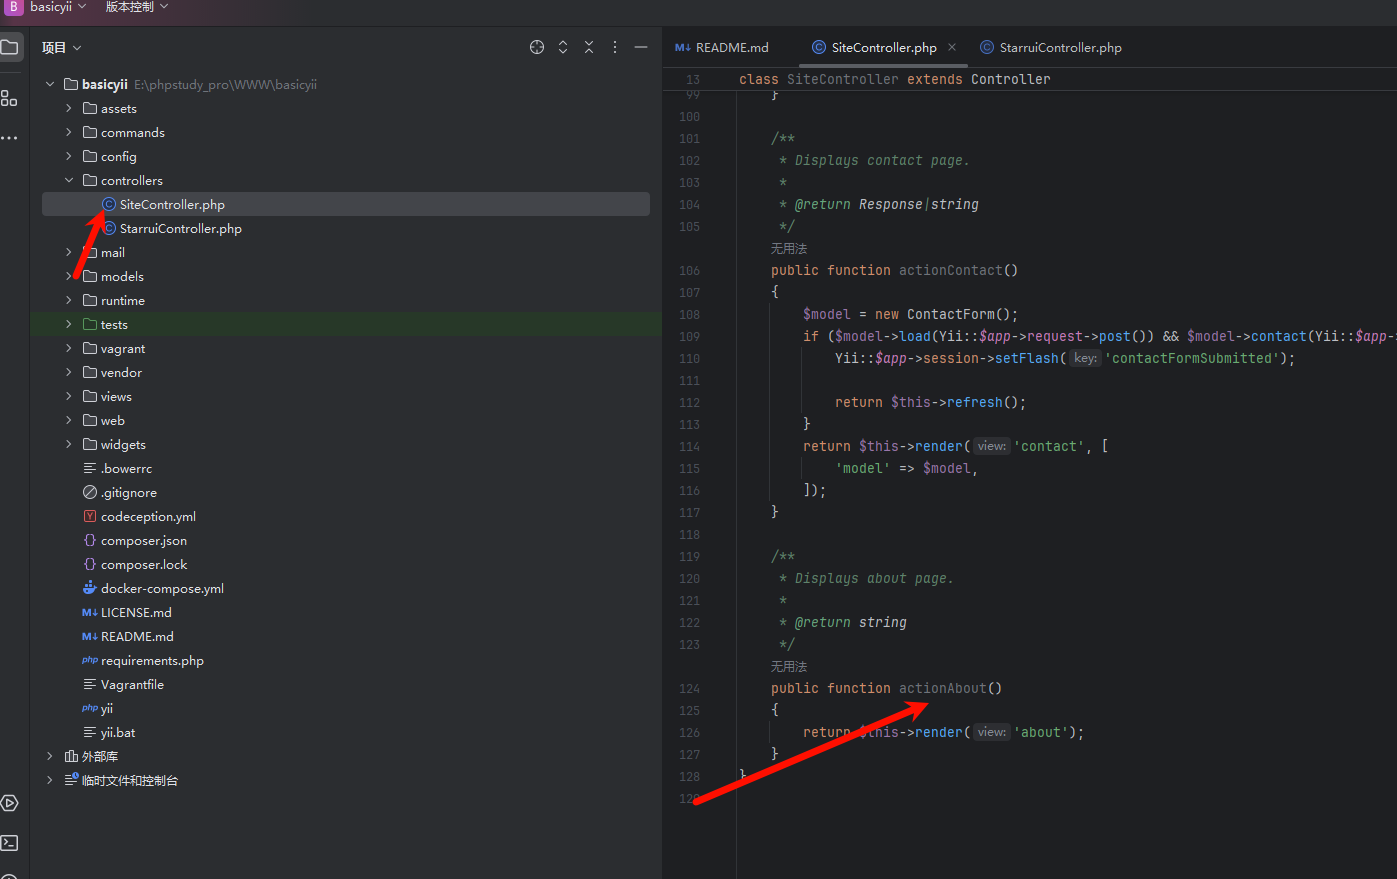 B basicyii 版本控制
项目
basicyii E:\phpstudy_pro\WWW\basicyii
assets
commands
config
controllers
SiteController.php
StarruiController.php
mail
models
runtime
tests
vagrant
vendor
views
web
widgets
.bowerrc
.gitignore
codeception.yml
composer.json
composer.lock
docker-compose.yml
M↓ LICENSE.md
M↓ README.md
php requirements.php
Vagrantfile
php yii
yii.bat
外部库
临时文件和控制台
M↓ README.md
SiteController.php
StarruiController.php
13 class SiteController extends Controller
99 }
100
101 /**
102 * Displays contact page.
103 *
104 * @return Response|string
105 */
无用法
106 public function actionContact()
107 {
108 $model = new ContactForm();
109 if ($model->load(Yii::$app->request->post()) && $model->contact(Yii::$app->
110 Yii::$app->session->setFlash( key: 'contactFormSubmitted');
111
112 return $this->refresh();
113 }
114 return $this->render( view: 'contact', [
115 'model' => $model,
116 ]);
117 }
118
119 /**
120 * Displays about page.
121 *
122 * @return string
123 */
无用法
124 public function actionAbout()
125 {
126 return $this->render( view: 'about');
127 }
128 }
129